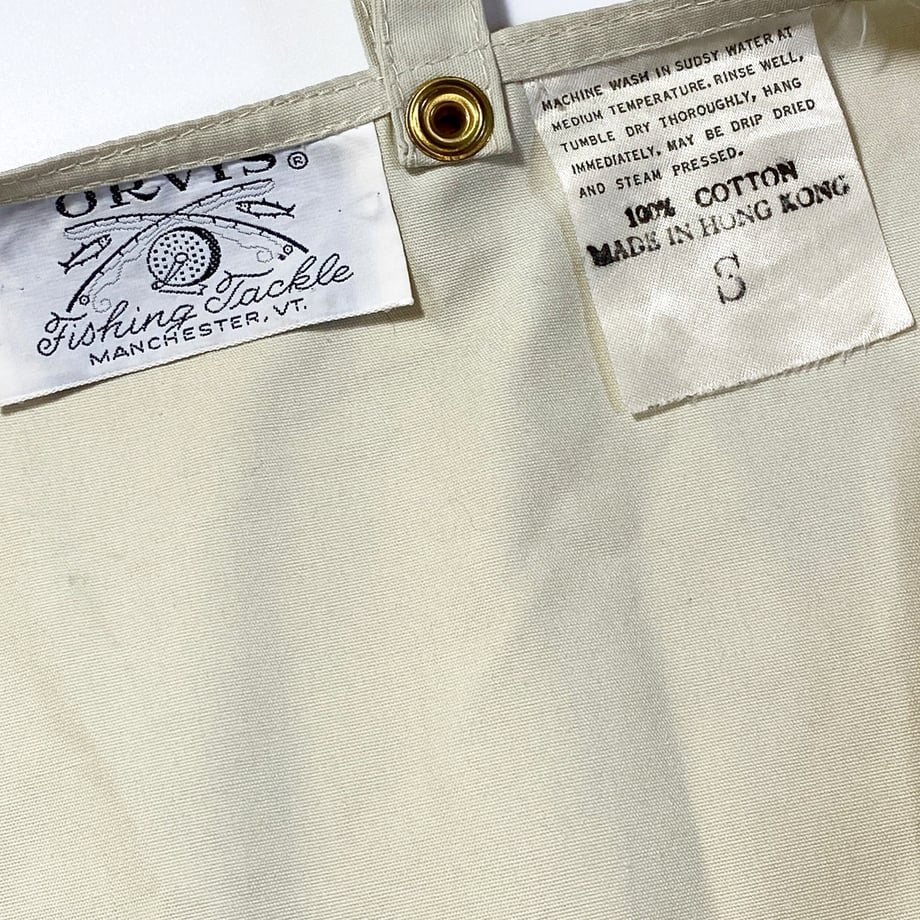 ORVIS®
Fishing Tackle
MANCHESTER, VT.
MACHINE WASH IN SUDSY WATER AT
MEDIUM TEMPERATURE. RINSE WELL,
TUMBLE DRY THOROUGHLY, HANG
IMMEDIATELY, MAY BE DRIP DRIED
AND STEAM PRESSED.
100% COTTON
MADE IN HONG KONG
S